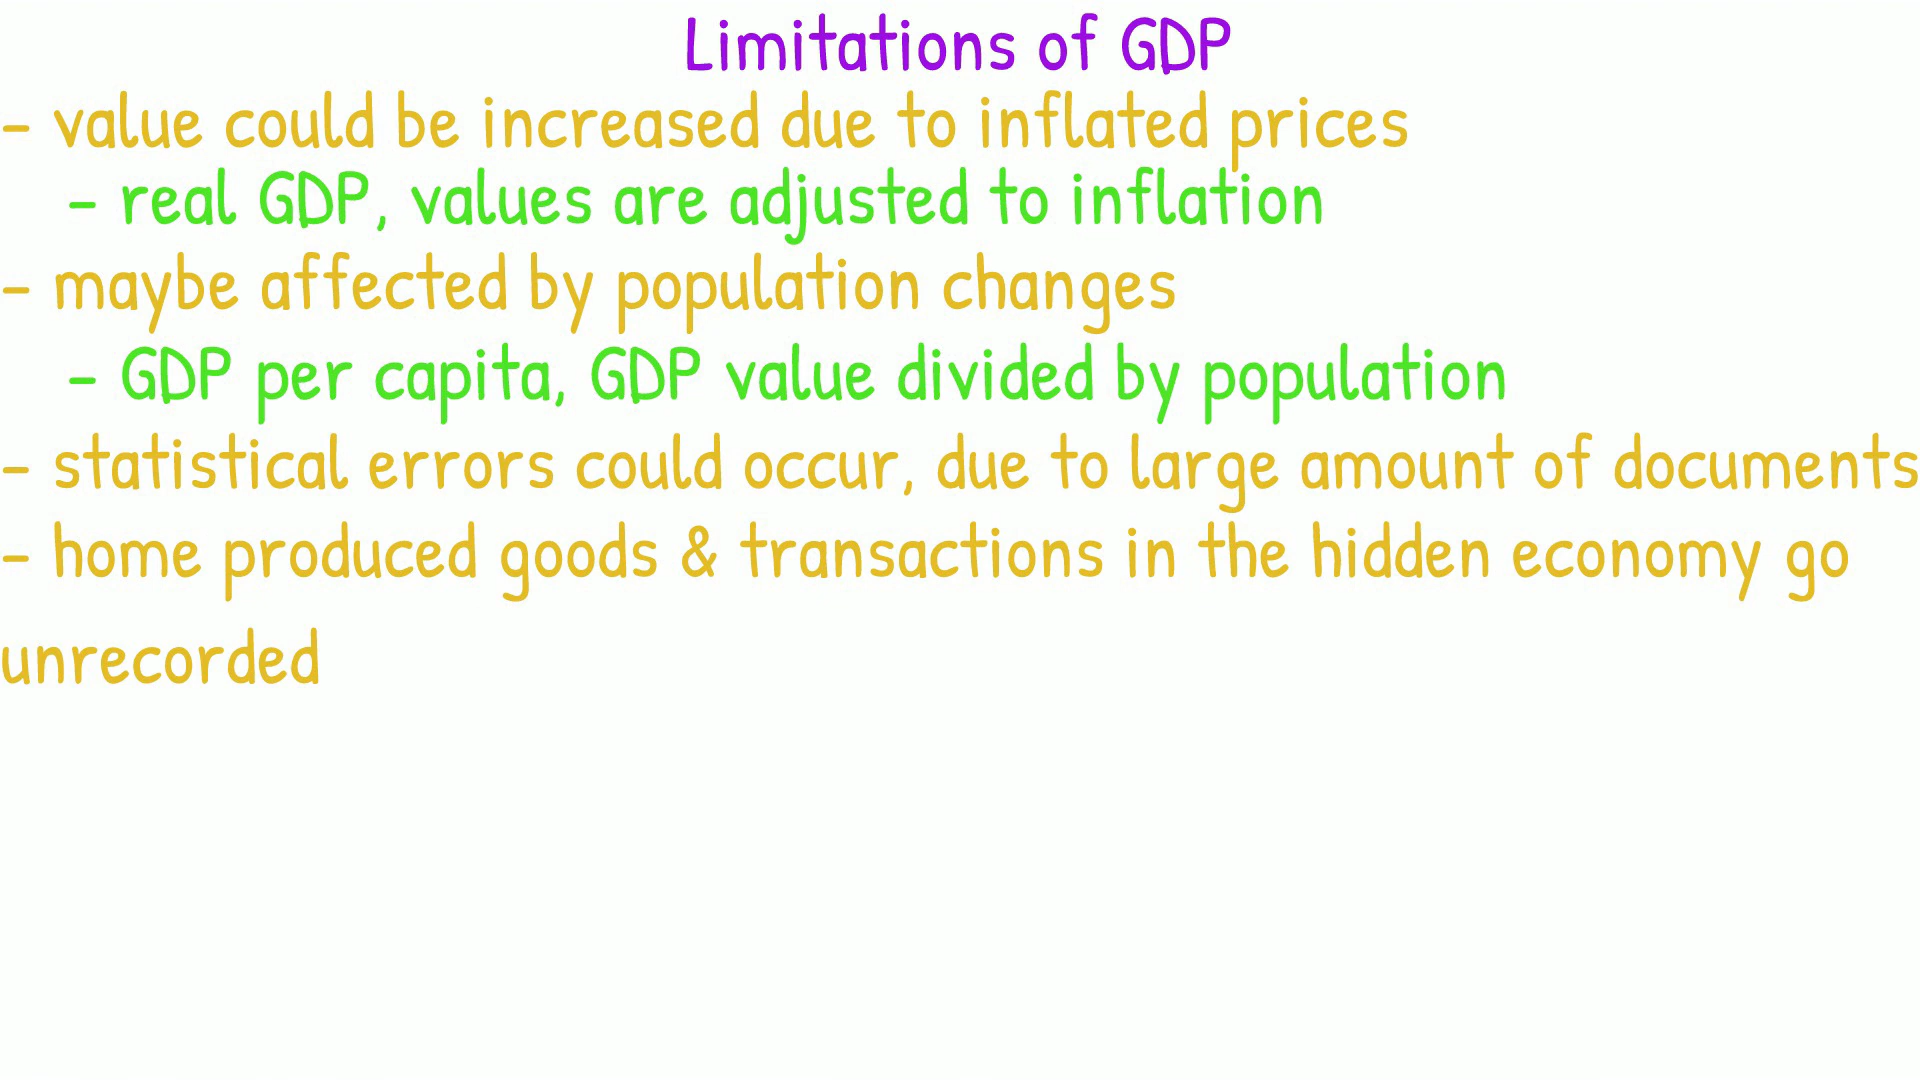 Limitations of GDP
- value could be increased due to inflated prices
- real GDP, values are adjusted to inflation
- maybe affected by population changes
- GDP per capita, GDP value divided by population
- statistical errors could occur, due to large amount of documents
- home produced goods & transactions in the hidden economy go
unrecorded